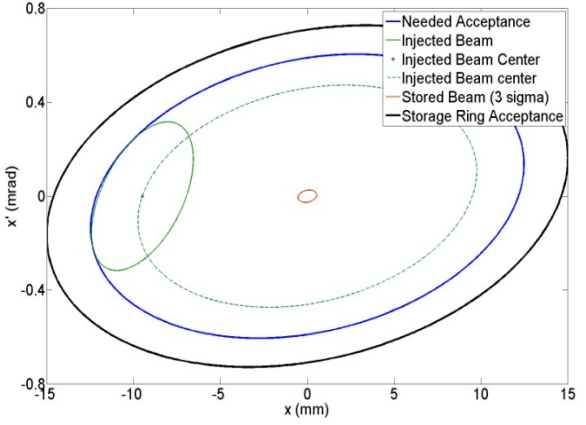 0.8
0.4
0
-0.4
-0.8
x' (mrad)
Needed Acceptance
Injected Beam
Injected Beam Center
Injected Beam center
Stored Beam (3 sigma)
Storage Ring Acceptance
-15
-10
-5
0
5
10
15
x (mm)